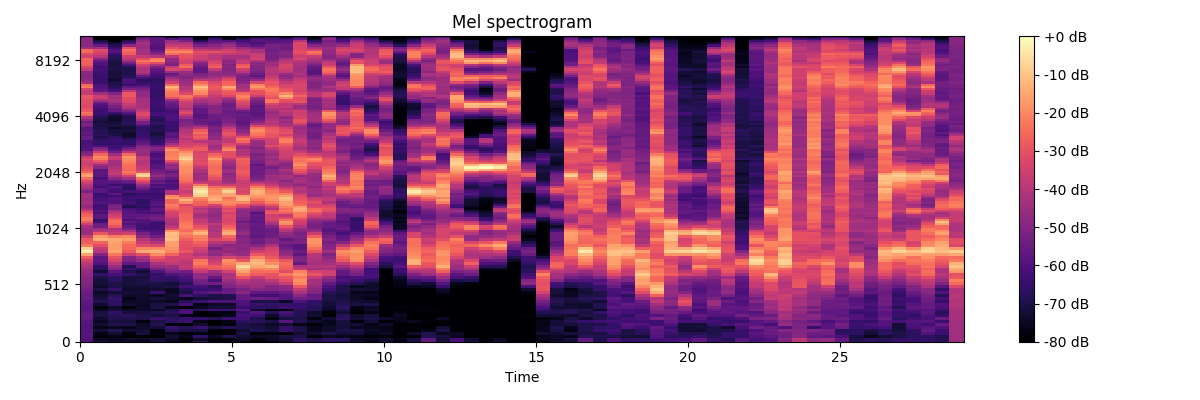 Mel spectrogram
Hz
8192
4096
2048
1024
512
0
0 5 10 15 20 25
Time
+0 dB
-10 dB
-20 dB
-30 dB
-40 dB
-50 dB
-60 dB
-70 dB
-80 dB